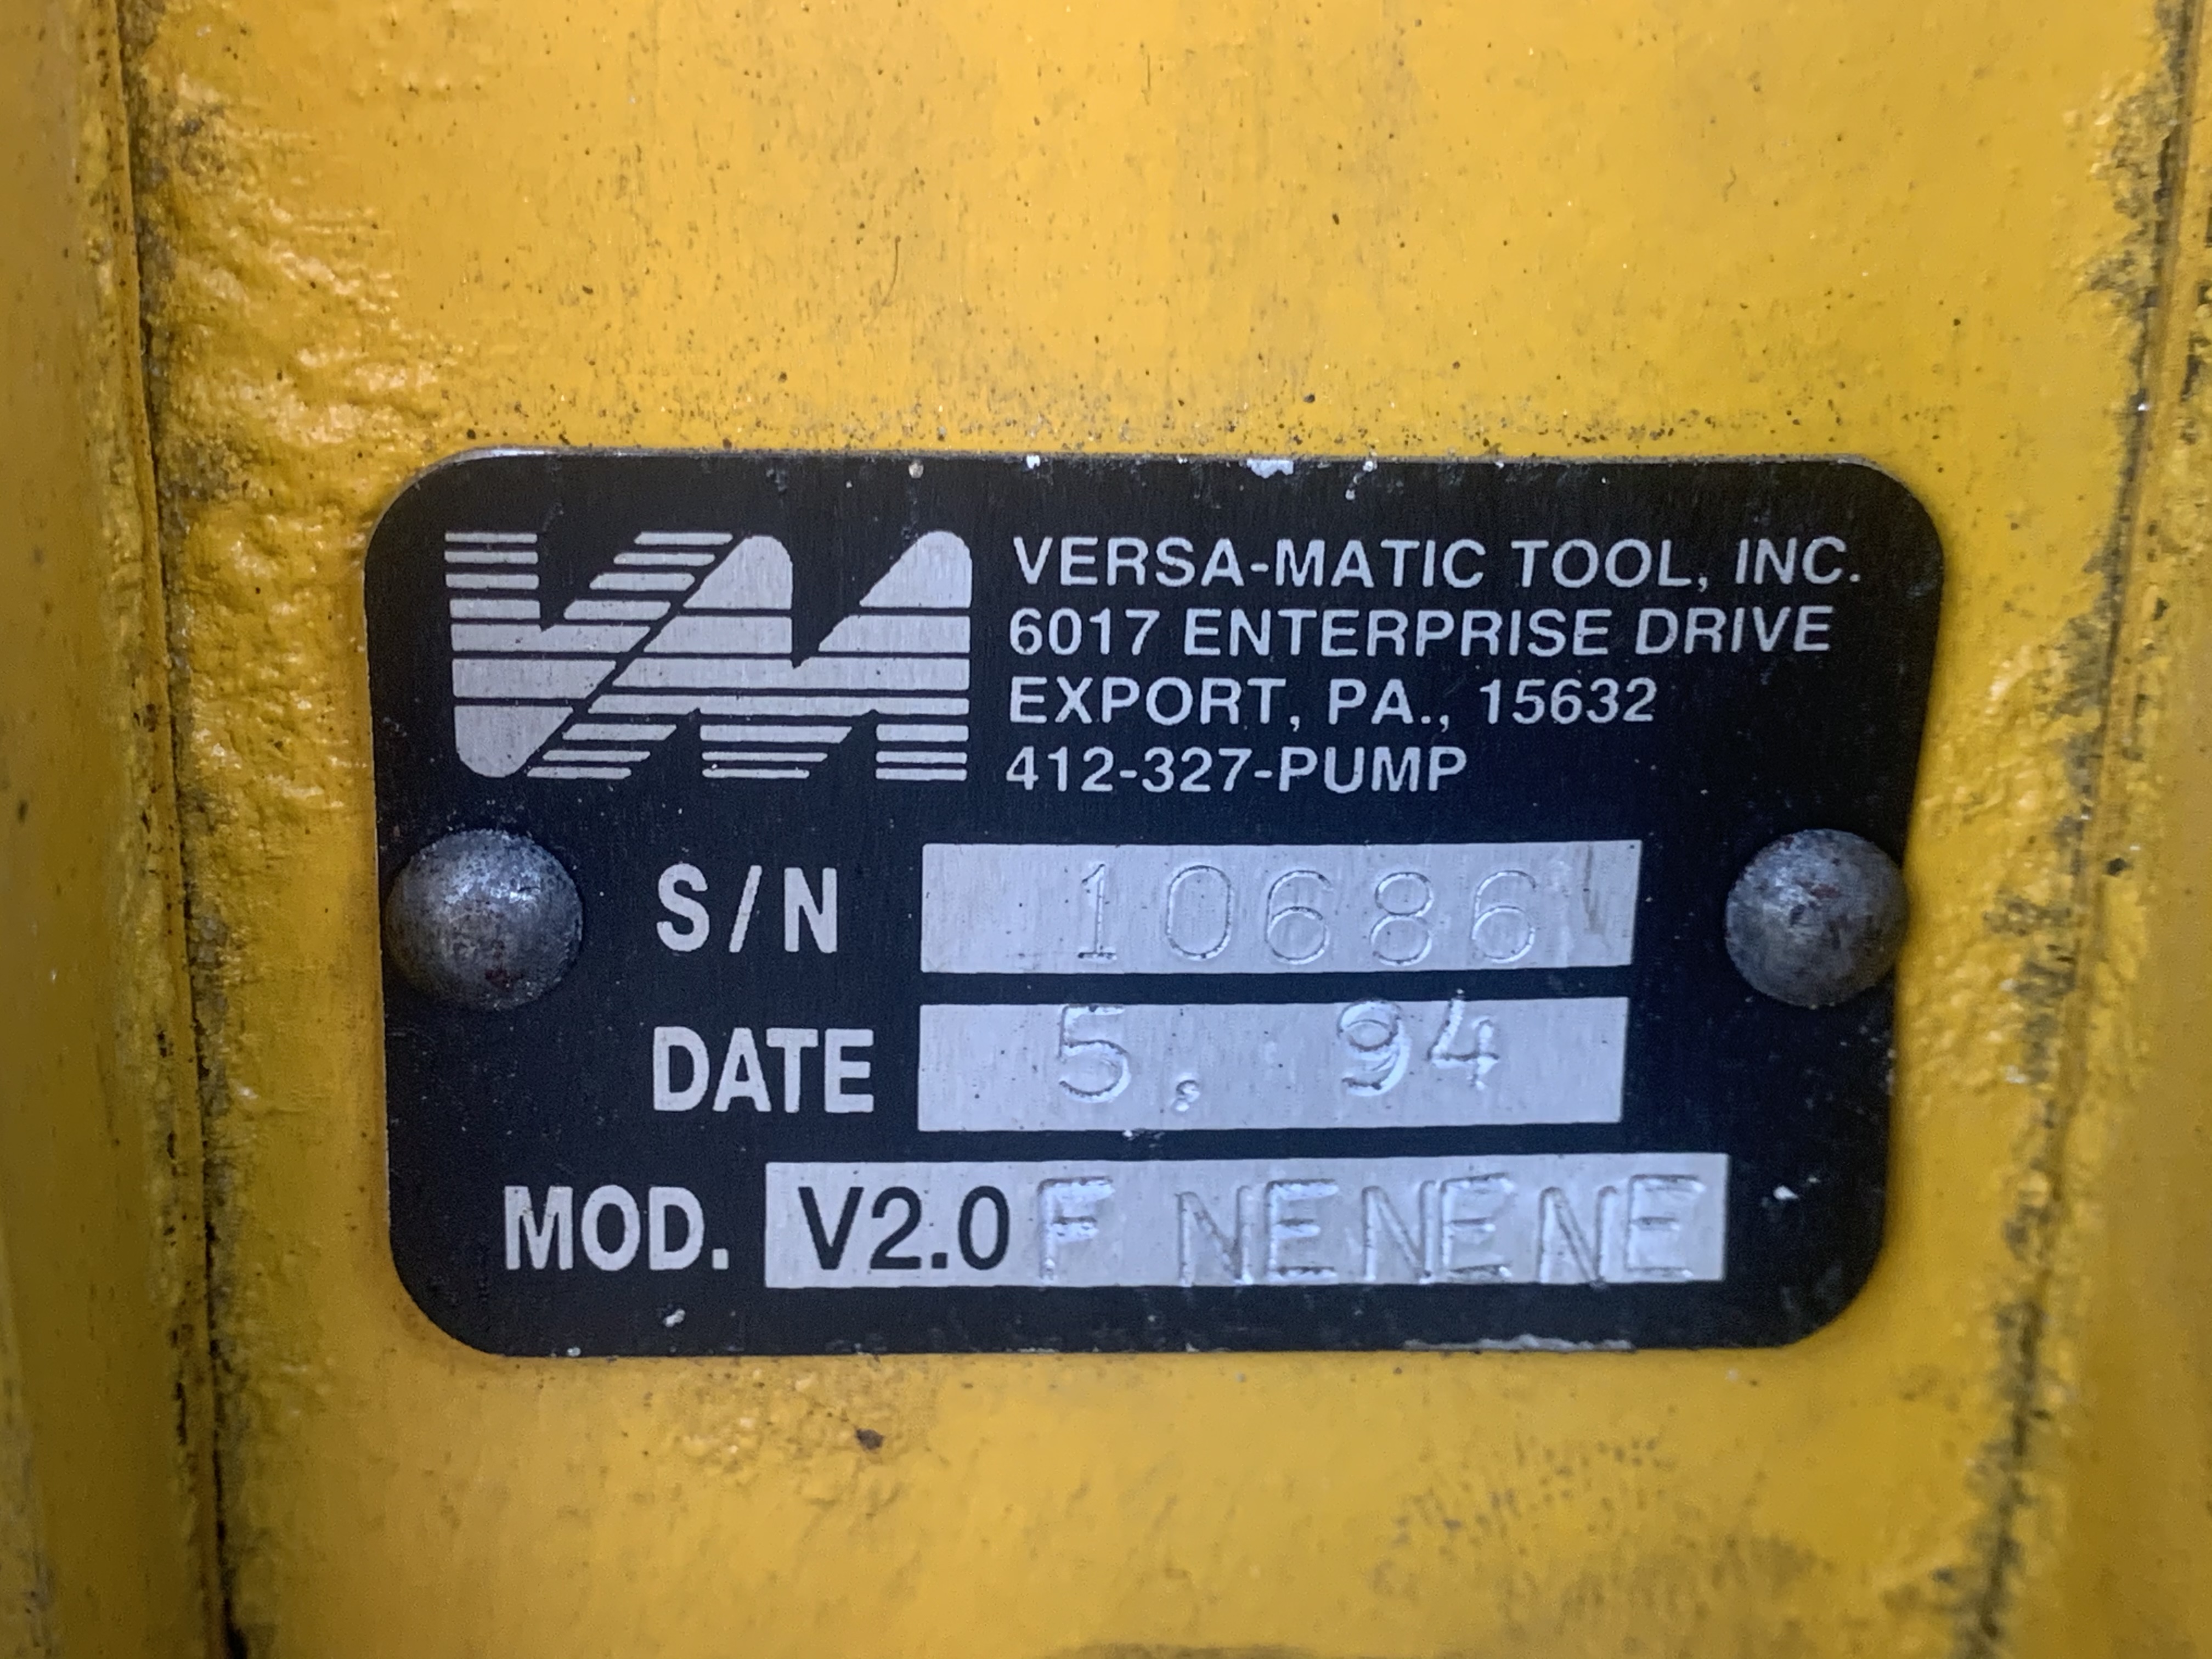 VM
VERSA-MATIC TOOL, INC.
6017 ENTERPRISE DRIVE
EXPORT, PA., 15632
412-327-PUMP
S/N 10686
DATE 5. 94
MOD. V2.0 F NENENE